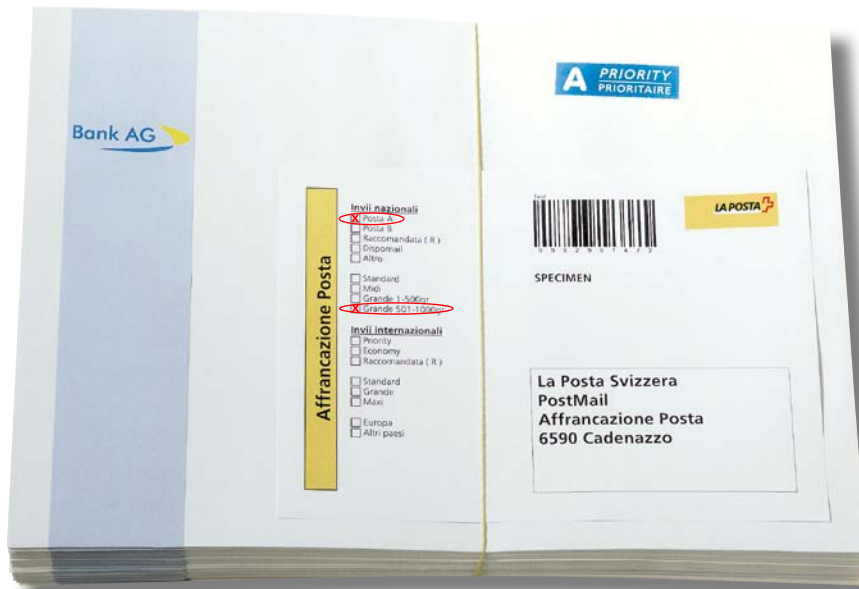 Bank AG
A PRIORITY
PRIORITAIRE
Affrancazione Posta
Invii nazionali
X Posta A
Posta B
Raccomandata ( R )
Dispomail
Altro
Standard
Midi
Grande 1-500gr
X Grande 501-1000gr
Invii internazionali
Priority
Economy
Raccomandata ( R )
Standard
Grande
Maxi
Europa
Altri paesi
LA POSTA
SPECIMEN
La Posta Svizzera
PostMail
Affrancazione Posta
6590 Cadenazzo